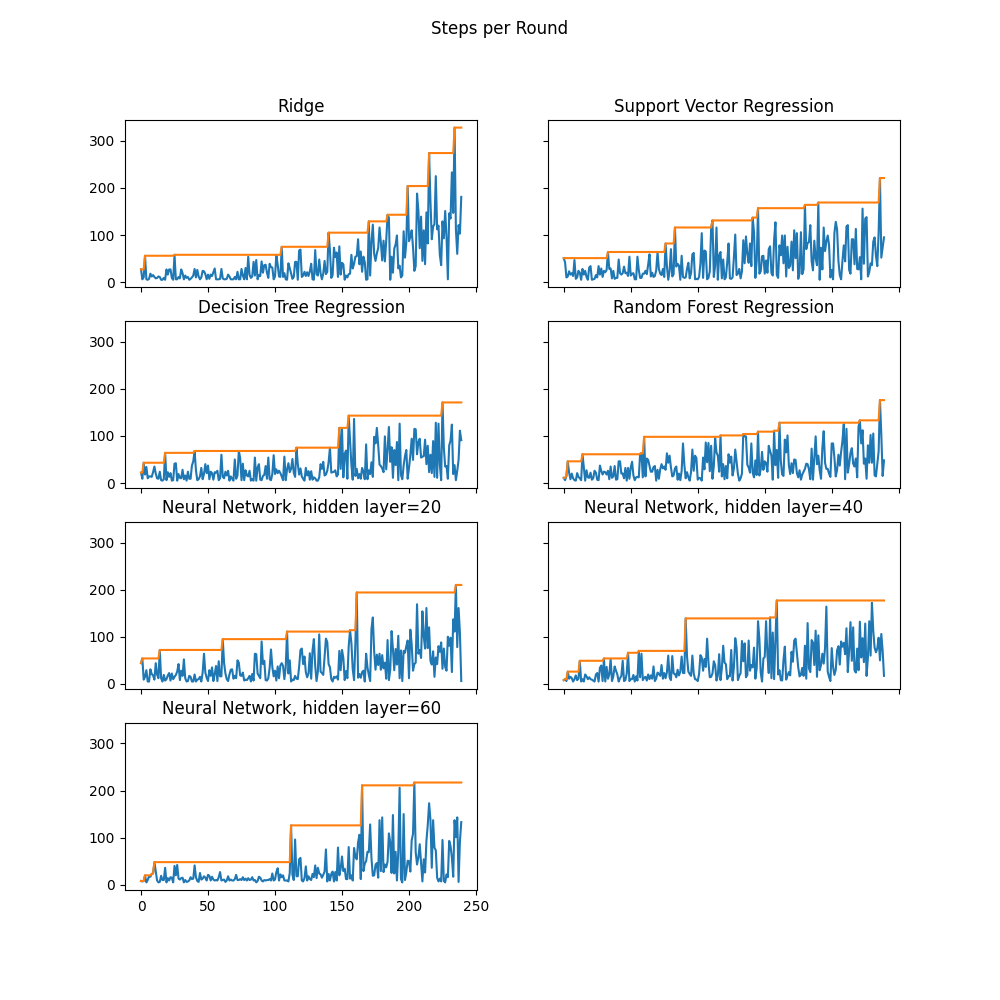 Steps per Round
Ridge
Support Vector Regression
300
200
100
0
Decision Tree Regression
Random Forest Regression
300
200
100
0
Neural Network, hidden layer=20
Neural Network, hidden layer=40
300
200
100
0
Neural Network, hidden layer=60
300
200
100
0
0 50 100 150 200 250